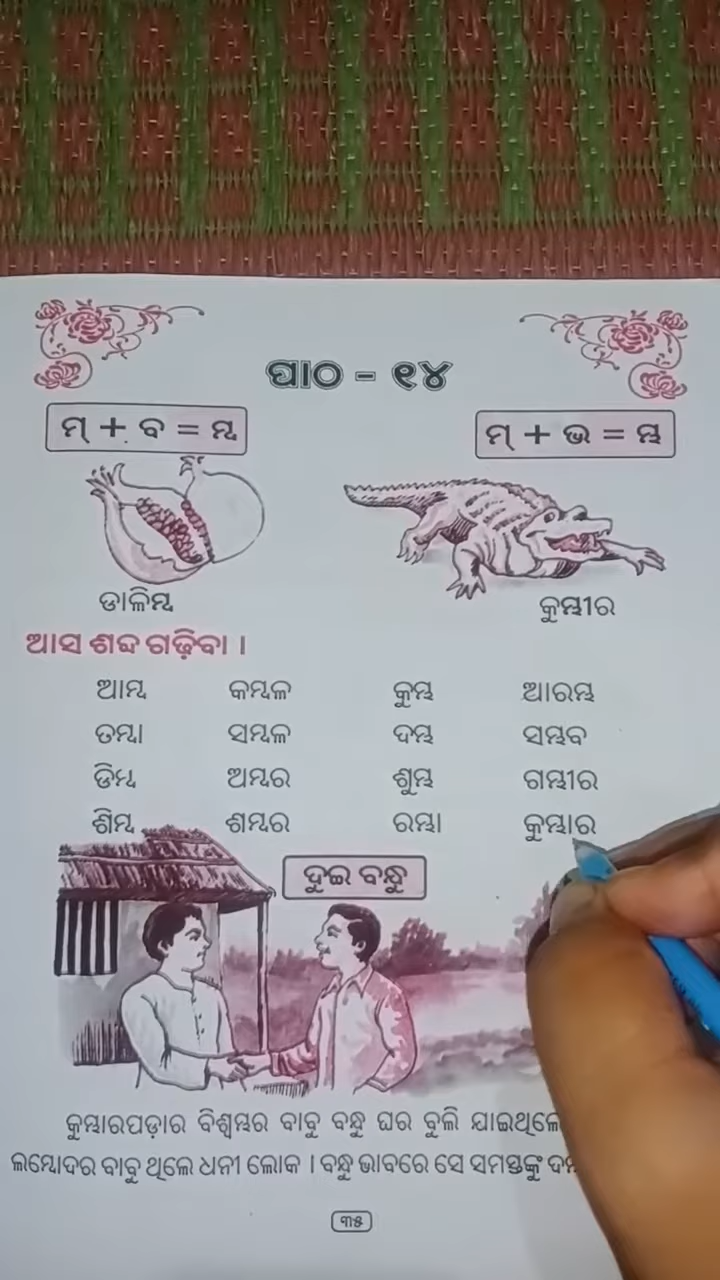 ପାଠ - ୧୪
ମ୍ + ବ = ମ୍ବ ମ୍ + ଭ = ମ୍ଭ
ଡାଳିମ୍ବ କୁମ୍ଭୀର
ଆସ ଶବ୍ଦ ଗଢ଼ିବା ।
ଆମ୍ବ କମ୍ବଳ କୁମ୍ଭ ଆରମ୍ଭ
ତମ୍ବା ସମ୍ବଳ ଦମ୍ଭ ସମ୍ଭବ
ଡିମ୍ବ ଅମ୍ବର ଶୁମ୍ଭ ଗମ୍ଭୀର
ଶିମ୍ବ ଶମ୍ବର ରମ୍ଭା କୁମ୍ଭାର
ଦୁଇ ବନ୍ଧୁ
କୁମ୍ଭାରପଡ଼ାର ବିଶ୍ୱମ୍ଭର ବାବୁ ବନ୍ଧୁ ଘର ବୁଲି ଯାଇଥିଲେ
ଲମ୍ବୋଦର ବାବୁ ଥିଲେ ଧନୀ ଲୋକ । ବନ୍ଧୁ ଭାବରେ ସେ ସମସ୍ତଙ୍କୁ
୩୫